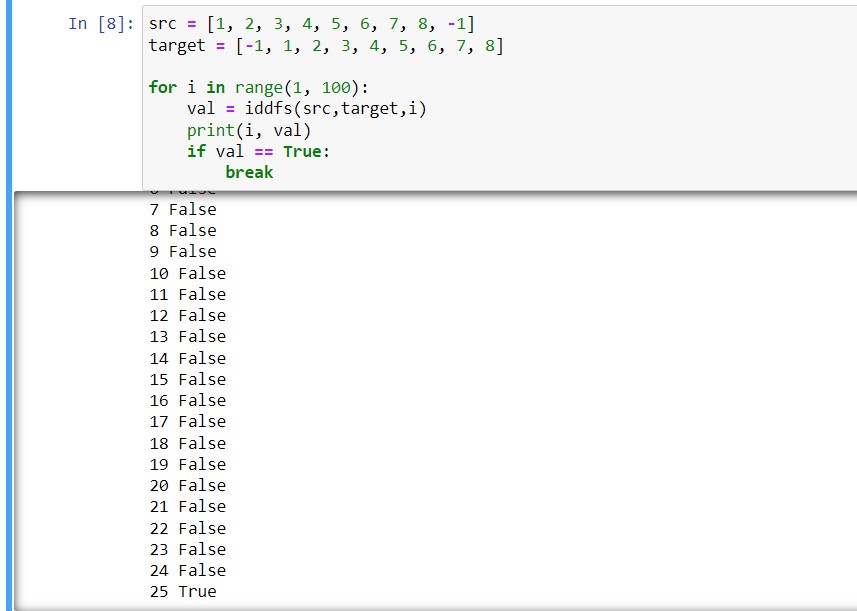 In [8]: src = [1, 2, 3, 4, 5, 6, 7, 8, -1]
target = [-1, 1, 2, 3, 4, 5, 6, 7, 8]
for i in range(1, 100):
    val = iddfs(src,target,i)
    print(i, val)
    if val == True:
        break
7 False
8 False
9 False
10 False
11 False
12 False
13 False
14 False
15 False
16 False
17 False
18 False
19 False
20 False
21 False
22 False
23 False
24 False
25 True